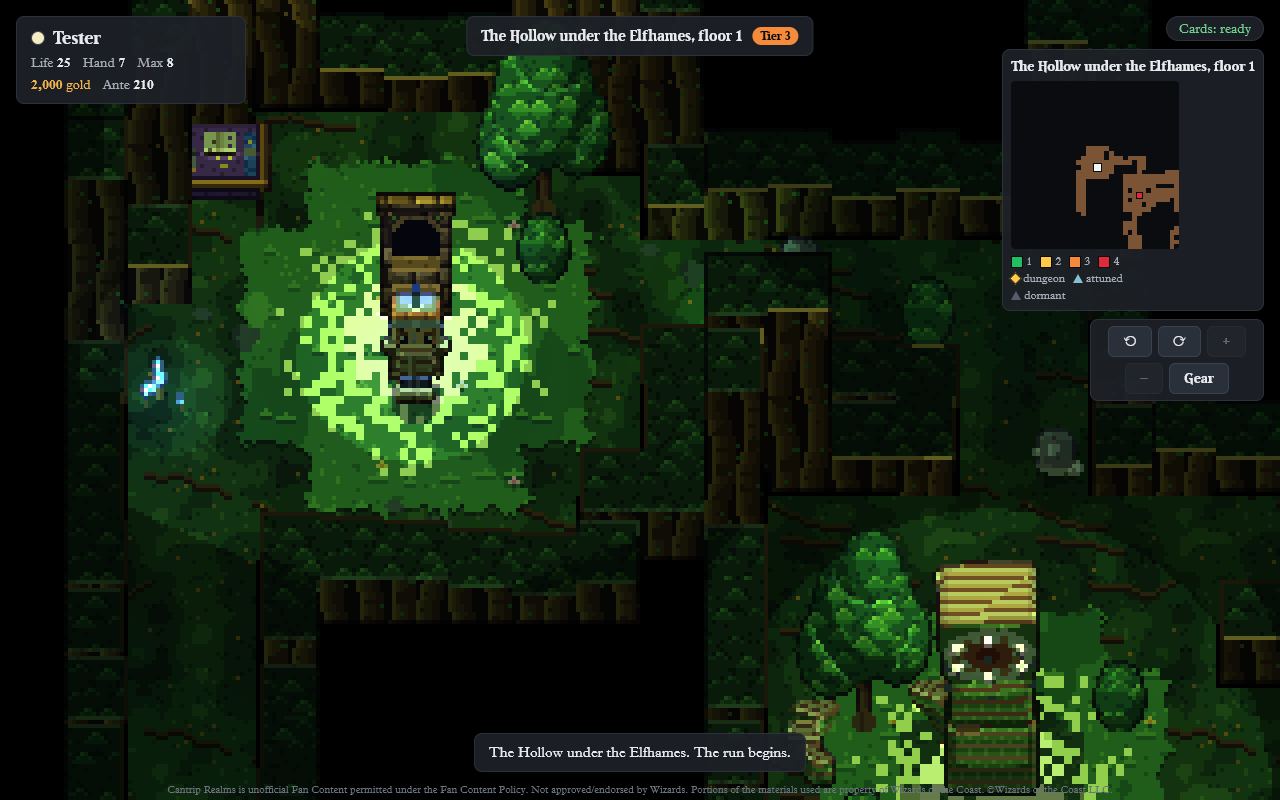 Tester
Life 25 Hand 7 Max 8
2,000 gold Ante 210
The Hollow under the Elfhames, floor 1 Tier 3
Cards: ready
The Hollow under the Elfhames, floor 1
1 2 3 4
dungeon attuned
dormant
+
− Gear
The Hollow under the Elfhames. The run begins.
Cantrip Realms is unofficial Fan Content permitted under the Fan Content Policy. Not approved/endorsed by Wizards. Portions of the materials used are property of Wizards of the Coast. ©Wizards of the Coast LLC.